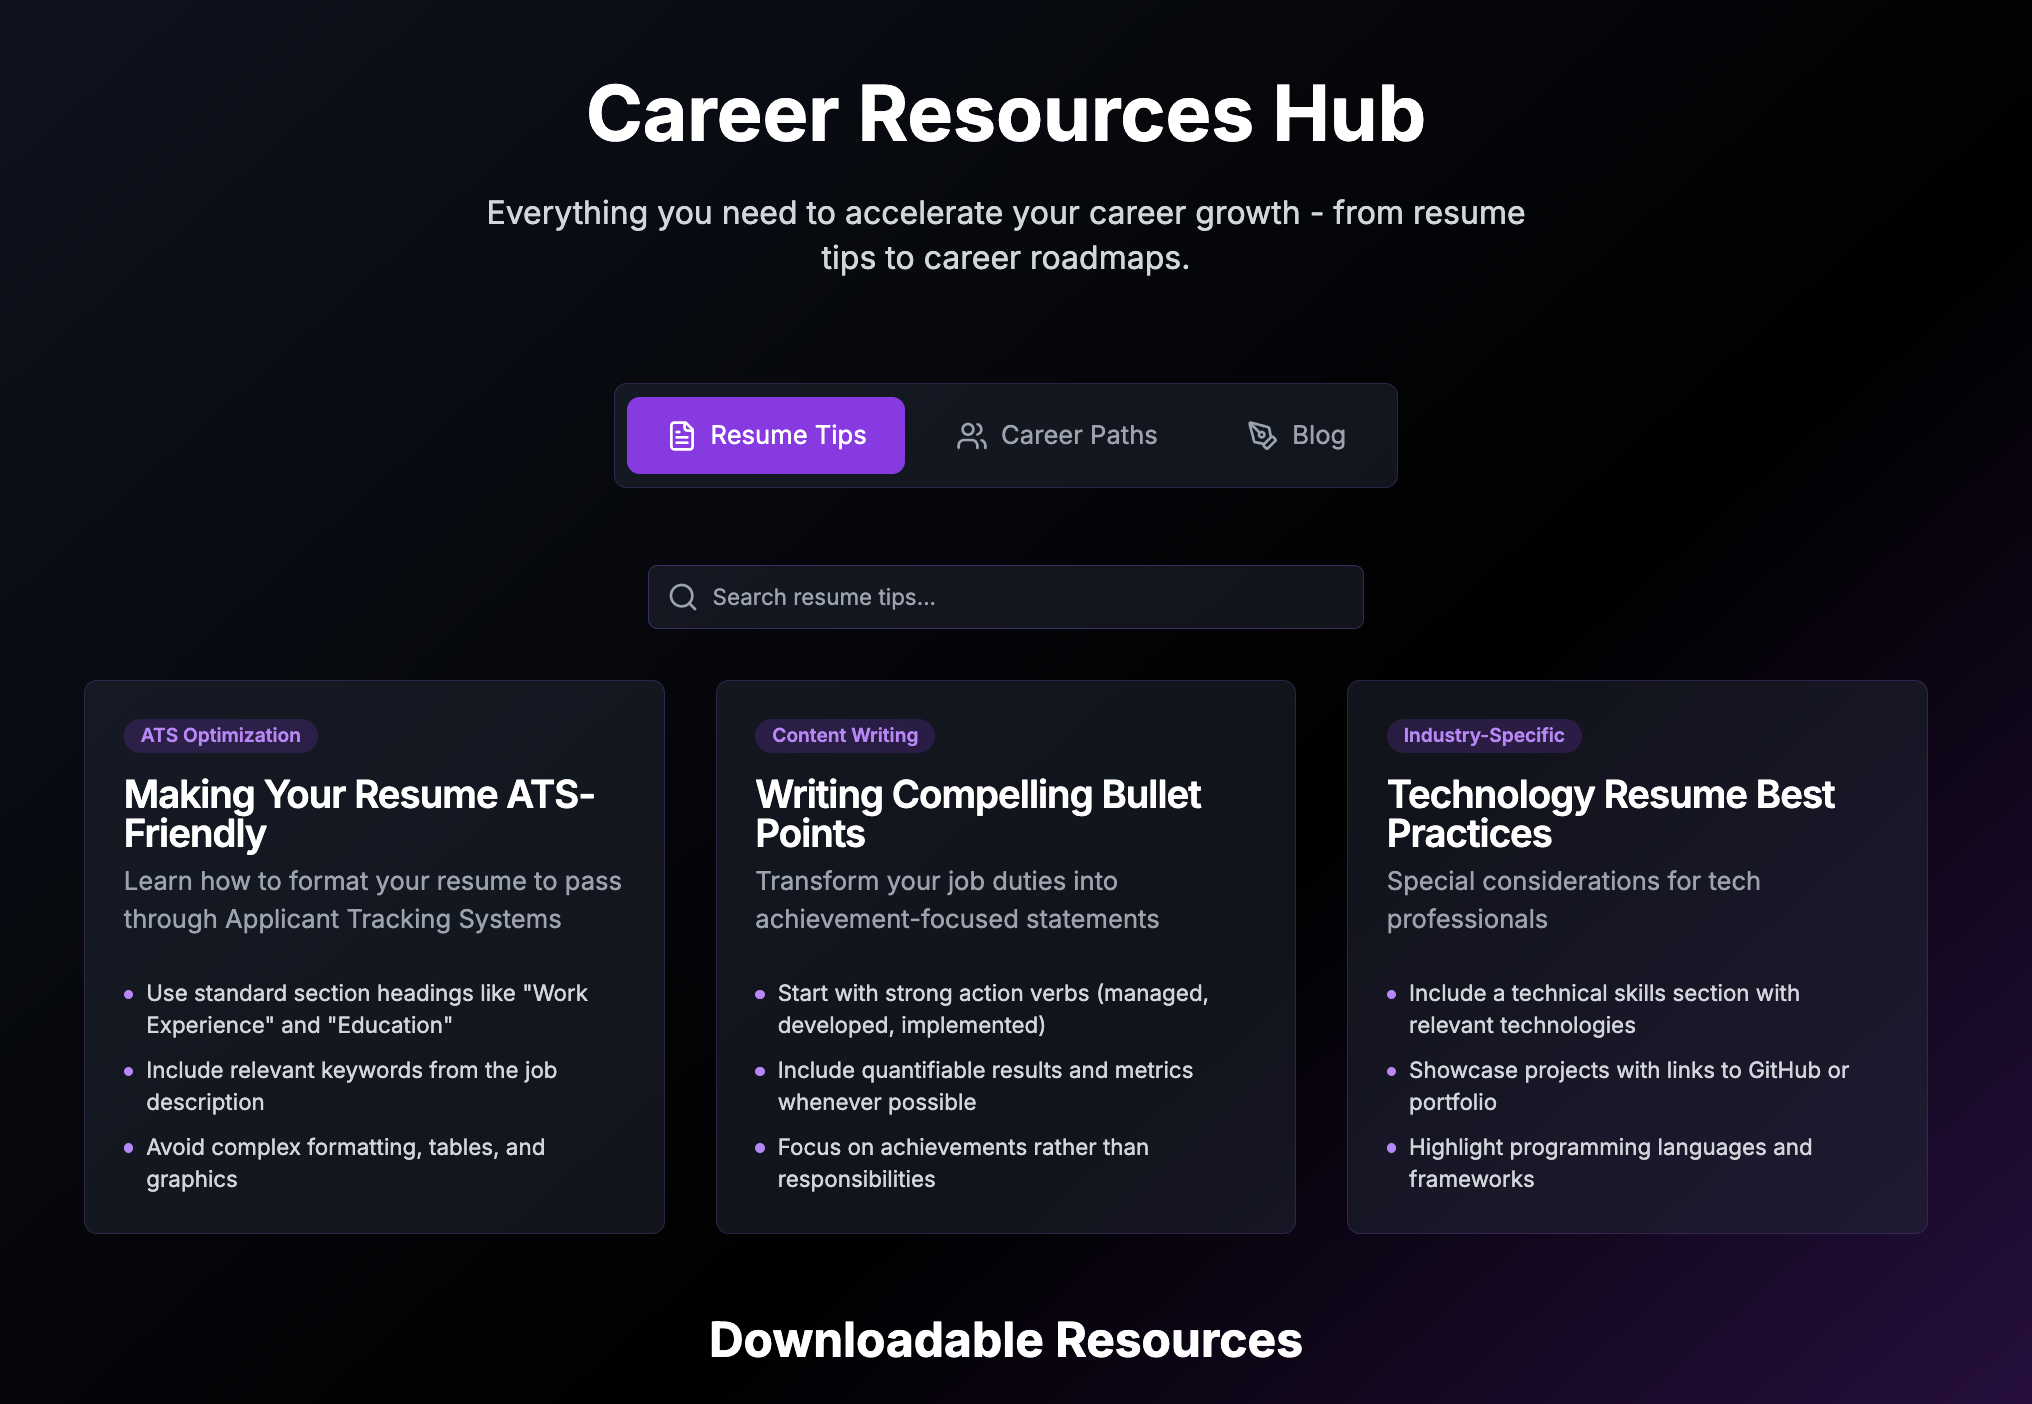 Career Resources Hub
Everything you need to accelerate your career growth - from resume
tips to career roadmaps.
Resume Tips
Career Paths
Blog
Search resume tips...
ATS Optimization
Making Your Resume ATS-
Friendly
Learn how to format your resume to pass
through Applicant Tracking Systems
Use standard section headings like "Work
Experience" and "Education"
Include relevant keywords from the job
description
Avoid complex formatting, tables, and
graphics
Content Writing
Writing Compelling Bullet
Points
Transform your job duties into
achievement-focused statements
Start with strong action verbs (managed,
developed, implemented)
Include quantifiable results and metrics
whenever possible
Focus on achievements rather than
responsibilities
Industry-Specific
Technology Resume Best
Practices
Special considerations for tech
professionals
Include a technical skills section with
relevant technologies
Showcase projects with links to GitHub or
portfolio
Highlight programming languages and
frameworks
Downloadable Resources